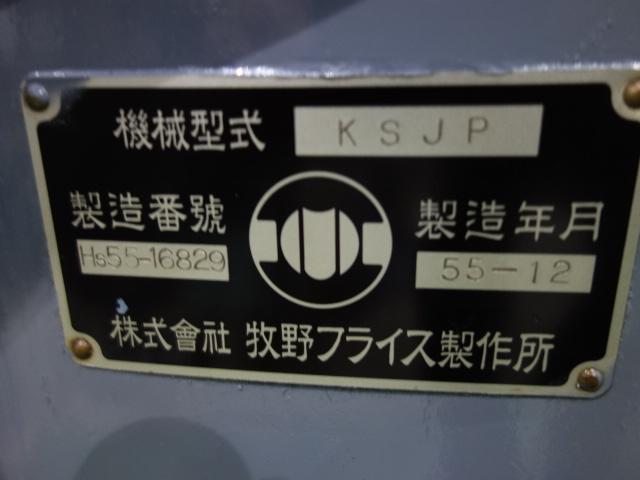 機械型式 KSJP
製造番號 製造年月
Hs55-16829 55-12
株式會社 牧野フライス製作所